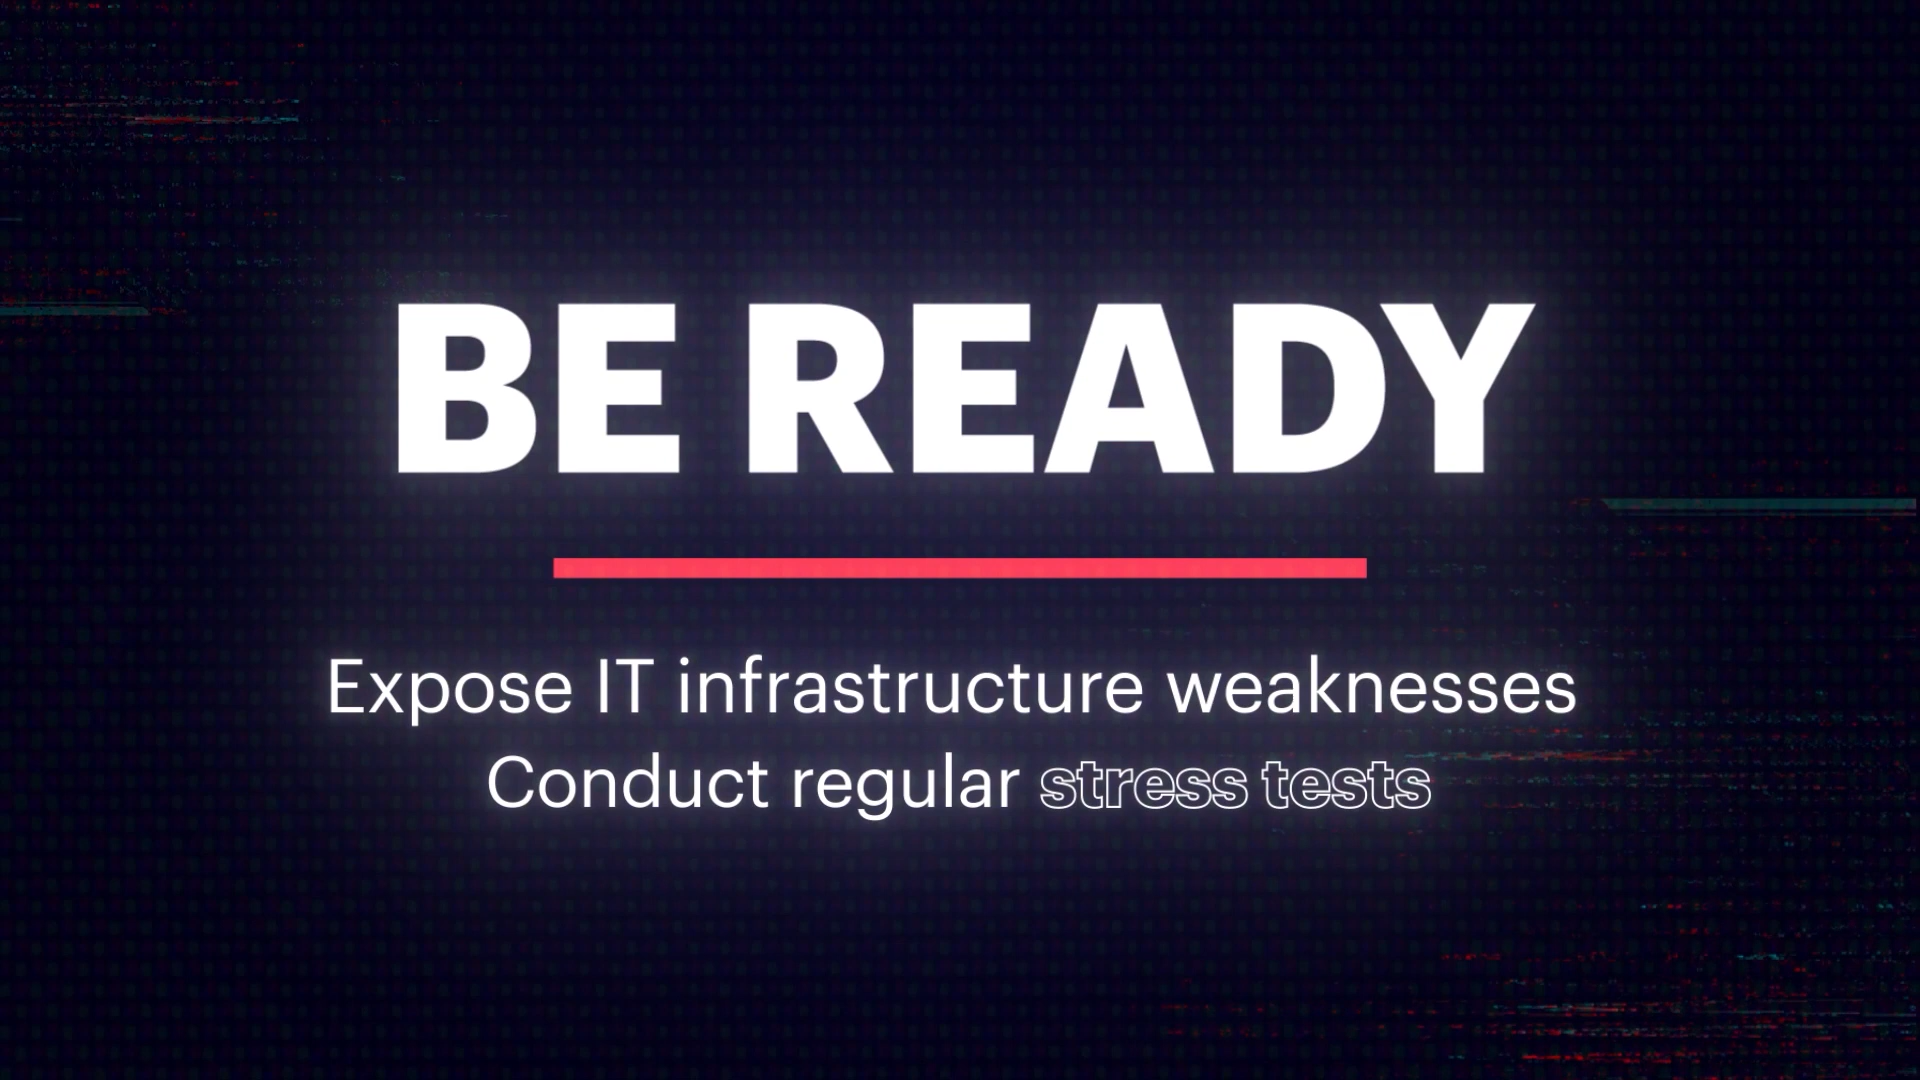 BE READY
Expose IT infrastructure weaknesses
Conduct regular stress tests